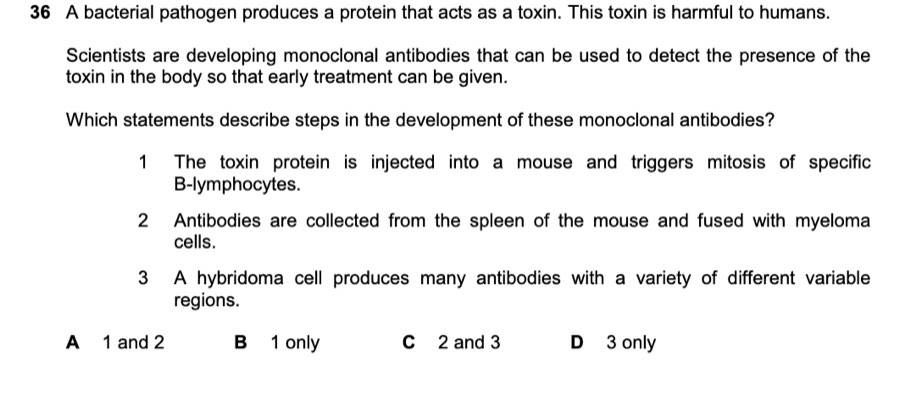 36 A bacterial pathogen produces a protein that acts as a toxin. This toxin is harmful to humans.
Scientists are developing monoclonal antibodies that can be used to detect the presence of the
toxin in the body so that early treatment can be given.
Which statements describe steps in the development of these monoclonal antibodies?
1 The toxin protein is injected into a mouse and triggers mitosis of specific
B-lymphocytes.
2 Antibodies are collected from the spleen of the mouse and fused with myeloma
cells.
3 A hybridoma cell produces many antibodies with a variety of different variable
regions.
A 1 and 2 B 1 only C 2 and 3 D 3 only